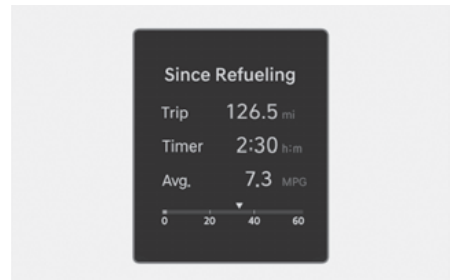 Since Refueling
Trip 126.5 mi
Timer 2:30 h:m
Avg. 7.3 MPG
0 20 40 60